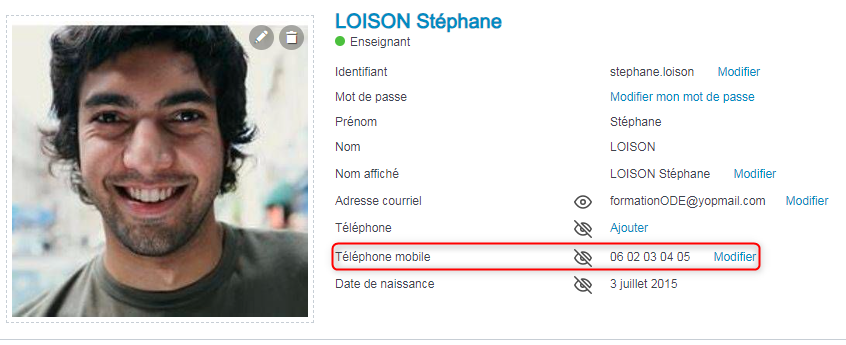 LOISON Stéphane
Enseignant
Identifiant stephane.loison Modifier
Mot de passe Modifier mon mot de passe
Prénom Stéphane
Nom LOISON
Nom affiché LOISON Stéphane Modifier
Adresse courriel formationODE@yopmail.com Modifier
Téléphone Ajouter
Téléphone mobile 06 02 03 04 05 Modifier
Date de naissance 3 juillet 2015